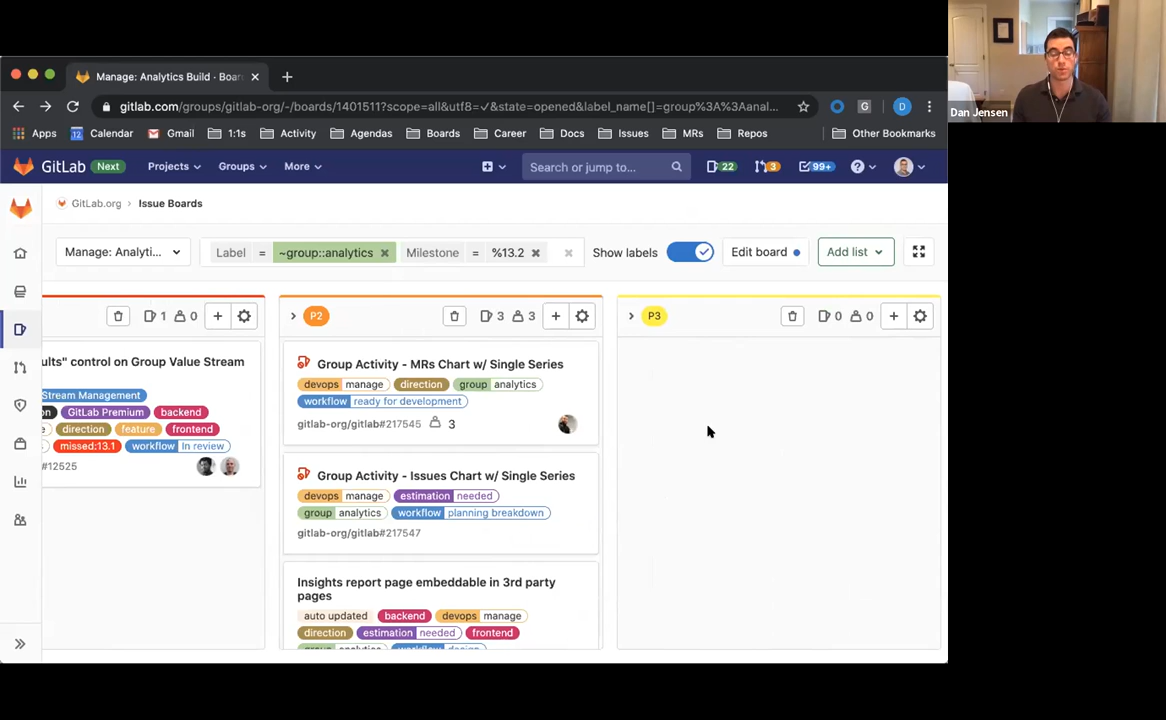 Manage: Analytics Build · Boar
gitlab.com/groups/gitlab-org/-/boards/1401511?scope=all&utf8=✓&state=opened&label_name[]=group%3A%3Aanal...
G
D
Apps
Calendar
Gmail
1:1s
Activity
Agendas
Boards
Career
Docs
Issues
MRs
Repos
Other Bookmarks
Dan Jensen
GitLab Next Projects Groups More Search or jump to... 22 3 99+
GitLab.org › Issue Boards
Manage: Analyti... Label = ~group::analytics Milestone = %13.2 Show labels Edit board Add list
1 0
P2 3 3
P3 0 0
ults" control on Group Value Stream
Stream Management
on GitLab Premium backend
e direction feature frontend
missed:13.1 workflow In review
#12525
Group Activity - MRs Chart w/ Single Series
devops manage direction group analytics
workflow ready for development
gitlab-org/gitlab#217545 3
Group Activity - Issues Chart w/ Single Series
devops manage estimation needed
group analytics workflow planning breakdown
gitlab-org/gitlab#217547
Insights report page embeddable in 3rd party
pages
auto updated backend devops manage
direction estimation needed frontend
group analytics workflow design